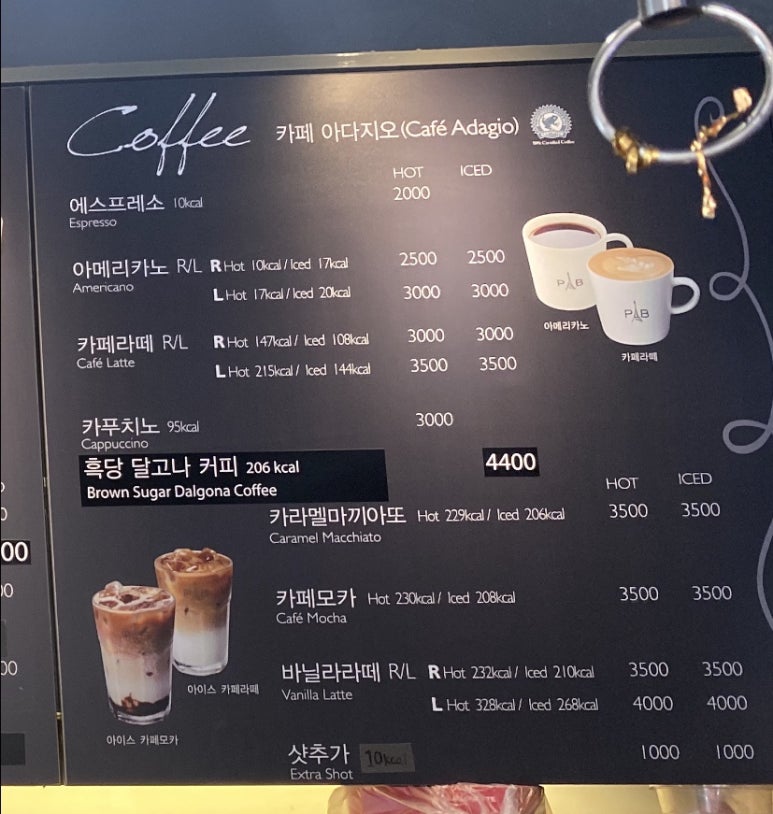 Coffee 카페 아다지오(Café Adagio)
HOT ICED
에스프레소 10kcal 2000
Espresso
아메리카노 R/L R Hot 10kcal / Iced 17kcal 2500 2500
Americano
L Hot 17kcal / Iced 20kcal 3000 3000
PAB
PAB
아메리카노
카페라떼
카페라떼 R/L R Hot 147kcal / Iced 108kcal 3000 3000
Café Latte
L Hot 215kcal / Iced 144kcal 3500 3500
카푸치노 95kcal 3000
Cappuccino
흑당 달고나 커피 206 kcal 4400
Brown Sugar Dalgona Coffee
HOT ICED
카라멜마끼아또 Hot 229kcal / Iced 206kcal 3500 3500
Caramel Macchiato
카페모카 Hot 230kcal / Iced 208kcal 3500 3500
Café Mocha
바닐라라떼 R/L R Hot 232kcal / Iced 210kcal 3500 3500
Vanilla Latte
L Hot 328kcal / Iced 268kcal 4000 4000
아이스 카페라떼
아이스 카페모카
샷추가 10kcal 1000 1000
Extra Shot
00
00